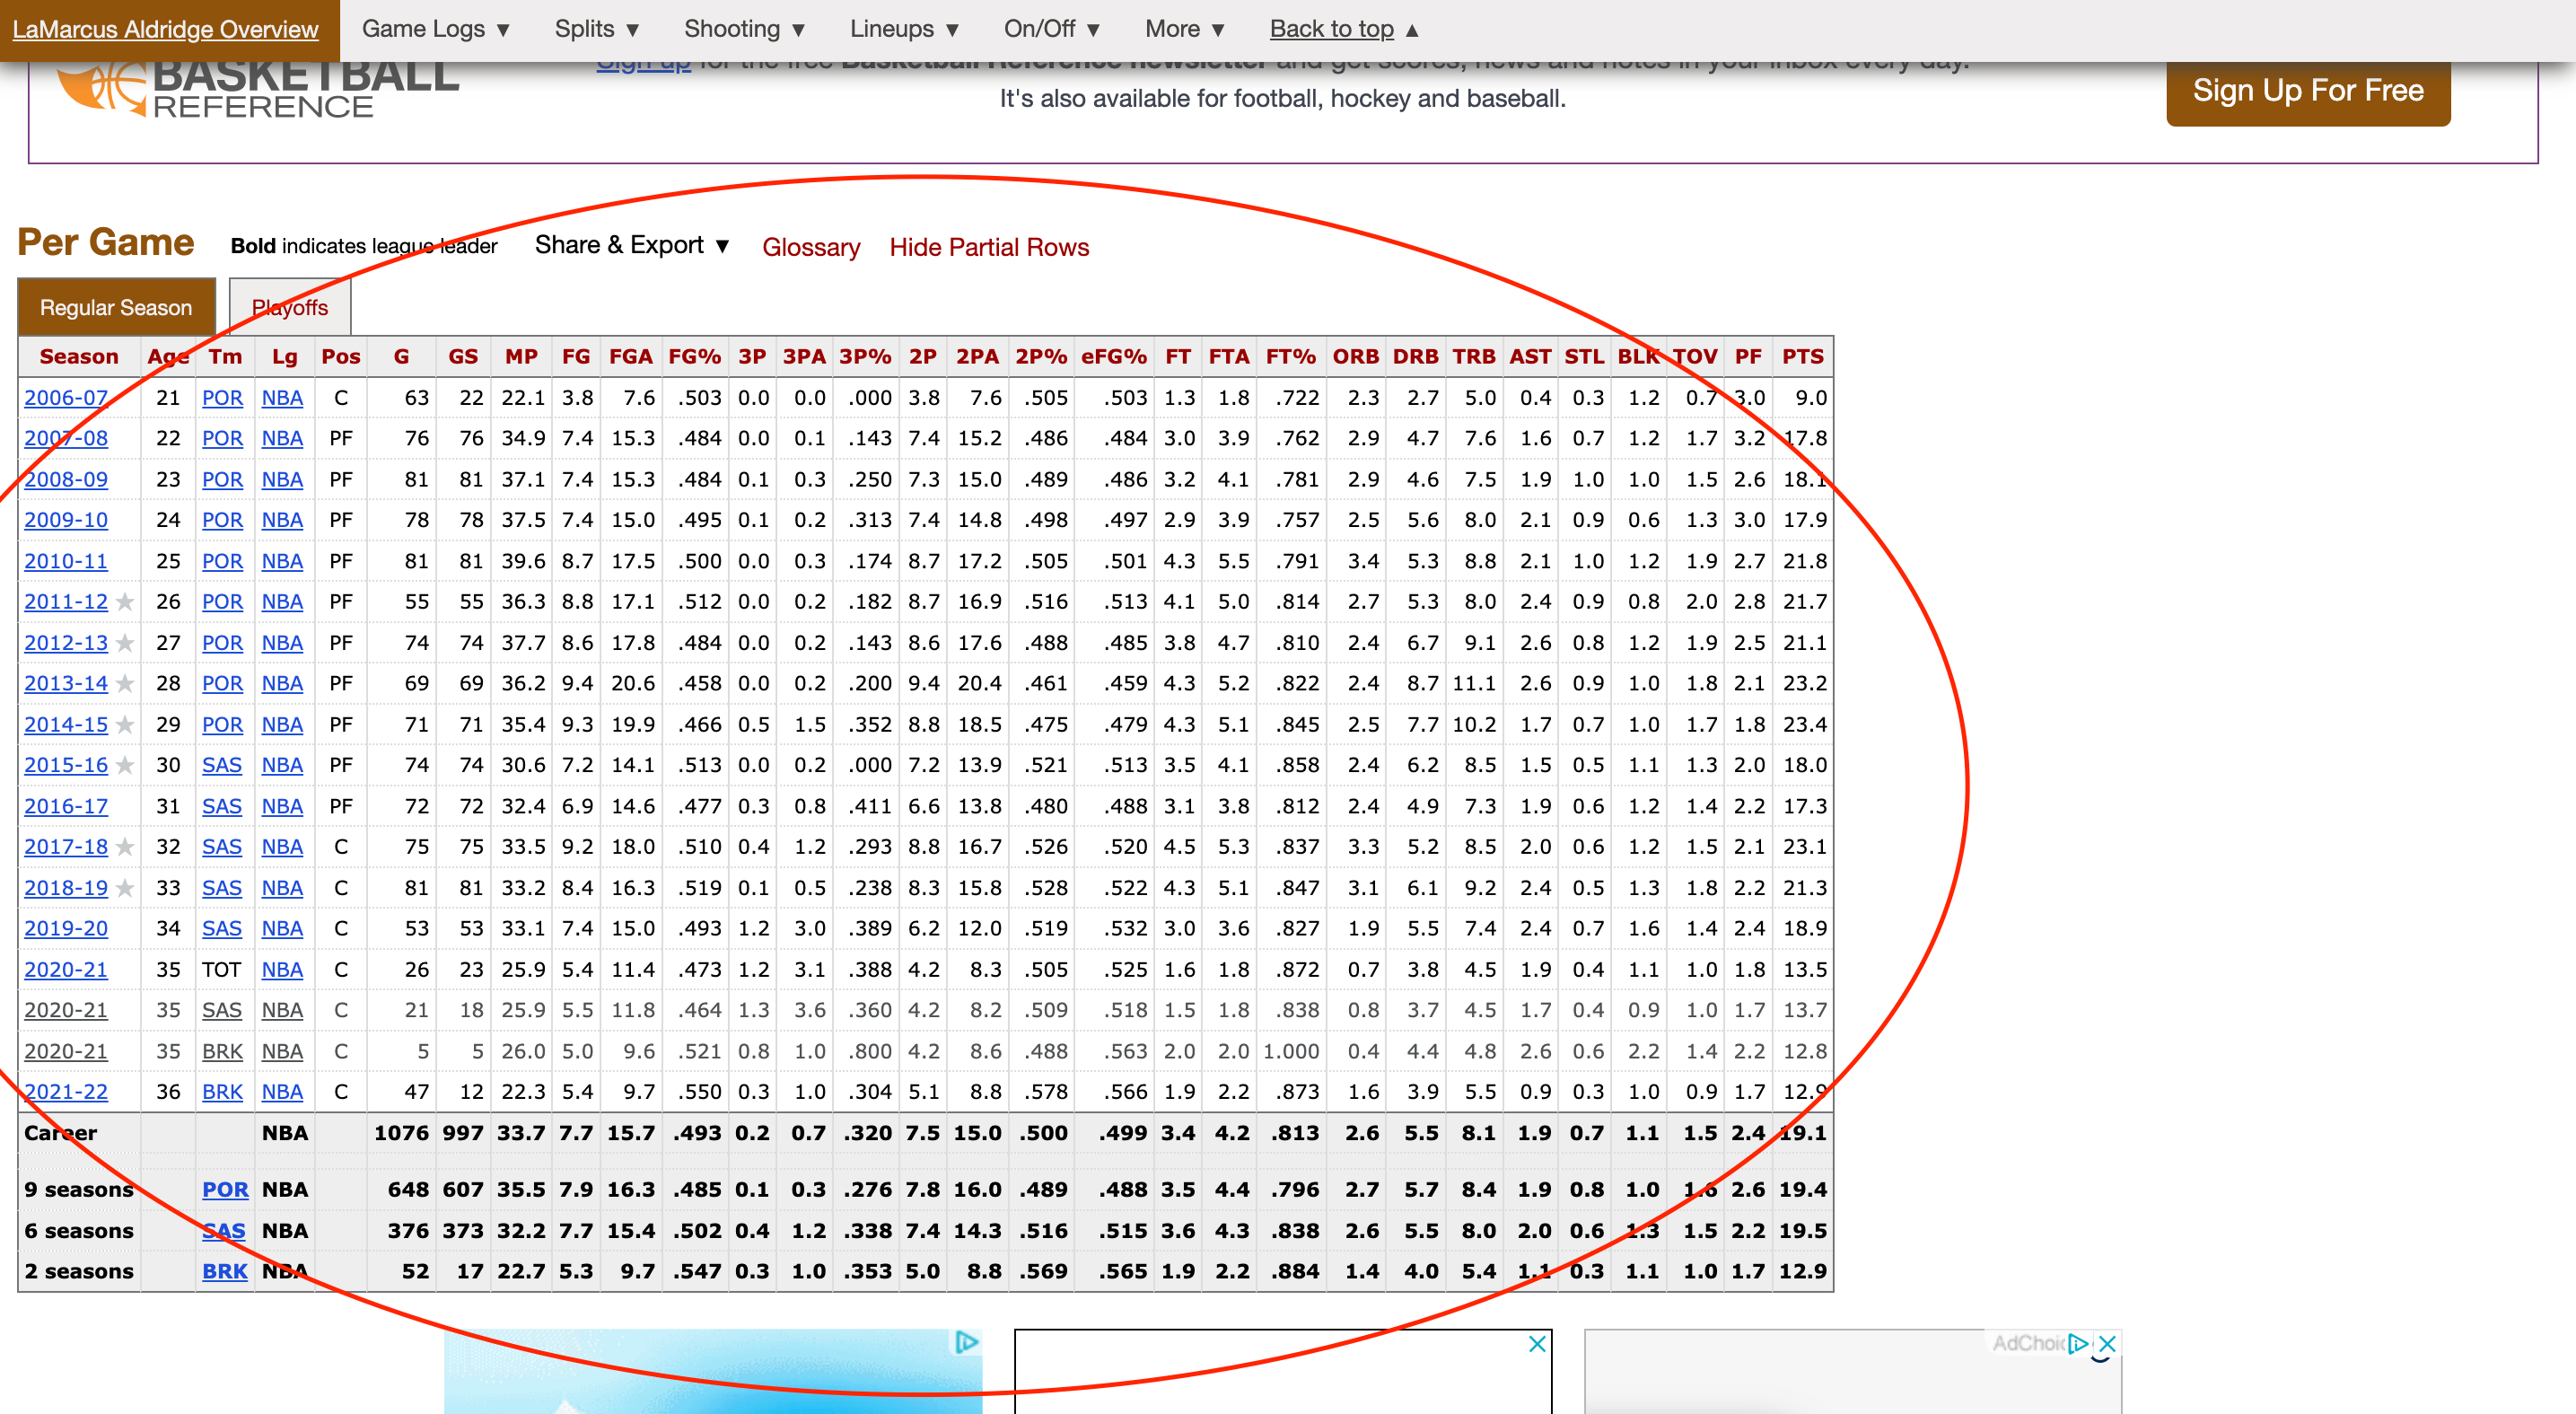 LaMarcus Aldridge Overview Game Logs ▼ Splits ▼ Shooting ▼ Lineups ▼ On/Off ▼ More ▼ Back to top ▲
BASKETBALL
REFERENCE
Sign up for the free Basketball Reference newsletter and get scores, news and notes in your inbox every day.
It's also available for football, hockey and baseball.
Sign Up For Free
Per Game Bold indicates league leader Share & Export ▼ Glossary Hide Partial Rows
Regular Season Playoffs
Season Age Tm Lg Pos G GS MP FG FGA FG% 3P 3PA 3P% 2P 2PA 2P% eFG% FT FTA FT% ORB DRB TRB AST STL BLK TOV PF PTS
2006-07 21 POR NBA C 63 22 22.1 3.8 7.6 .503 0.0 0.0 .000 3.8 7.6 .505 .503 1.3 1.8 .722 2.3 2.7 5.0 0.4 0.3 1.2 0.7 3.0 9.0
2007-08 22 POR NBA PF 76 76 34.9 7.4 15.3 .484 0.0 0.1 .143 7.4 15.2 .486 .484 3.0 3.9 .762 2.9 4.7 7.6 1.6 0.7 1.2 1.7 3.2 17.8
2008-09 23 POR NBA PF 81 81 37.1 7.4 15.3 .484 0.1 0.3 .250 7.3 15.0 .489 .486 3.2 4.1 .781 2.9 4.6 7.5 1.9 1.0 1.0 1.5 2.6 18.1
2009-10 24 POR NBA PF 78 78 37.5 7.4 15.0 .495 0.1 0.2 .313 7.4 14.8 .498 .497 2.9 3.9 .757 2.5 5.6 8.0 2.1 0.9 0.6 1.3 3.0 17.9
2010-11 25 POR NBA PF 81 81 39.6 8.7 17.5 .500 0.0 0.3 .174 8.7 17.2 .505 .501 4.3 5.5 .791 3.4 5.3 8.8 2.1 1.0 1.2 1.9 2.7 21.8
2011-12 ★ 26 POR NBA PF 55 55 36.3 8.8 17.1 .512 0.0 0.2 .182 8.7 16.9 .516 .513 4.1 5.0 .814 2.7 5.3 8.0 2.4 0.9 0.8 2.0 2.8 21.7
2012-13 ★ 27 POR NBA PF 74 74 37.7 8.6 17.8 .484 0.0 0.2 .143 8.6 17.6 .488 .485 3.8 4.7 .810 2.4 6.7 9.1 2.6 0.8 1.2 1.9 2.5 21.1
2013-14 ★ 28 POR NBA PF 69 69 36.2 9.4 20.6 .458 0.0 0.2 .200 9.4 20.4 .461 .459 4.3 5.2 .822 2.4 8.7 11.1 2.6 0.9 1.0 1.8 2.1 23.2
2014-15 ★ 29 POR NBA PF 71 71 35.4 9.3 19.9 .466 0.5 1.5 .352 8.8 18.5 .475 .479 4.3 5.1 .845 2.5 7.7 10.2 1.7 0.7 1.0 1.7 1.8 23.4
2015-16 ★ 30 SAS NBA PF 74 74 30.6 7.2 14.1 .513 0.0 0.2 .000 7.2 13.9 .521 .513 3.5 4.1 .858 2.4 6.2 8.5 1.5 0.5 1.1 1.3 2.0 18.0
2016-17 31 SAS NBA PF 72 72 32.4 6.9 14.6 .477 0.3 0.8 .411 6.6 13.8 .480 .488 3.1 3.8 .812 2.4 4.9 7.3 1.9 0.6 1.2 1.4 2.2 17.3
2017-18 ★ 32 SAS NBA C 75 75 33.5 9.2 18.0 .510 0.4 1.2 .293 8.8 16.7 .526 .520 4.5 5.3 .837 3.3 5.2 8.5 2.0 0.6 1.2 1.5 2.1 23.1
2018-19 ★ 33 SAS NBA C 81 81 33.2 8.4 16.3 .519 0.1 0.5 .238 8.3 15.8 .528 .522 4.3 5.1 .847 3.1 6.1 9.2 2.4 0.5 1.3 1.8 2.2 21.3
2019-20 34 SAS NBA C 53 53 33.1 7.4 15.0 .493 1.2 3.0 .389 6.2 12.0 .519 .532 3.0 3.6 .827 1.9 5.5 7.4 2.4 0.7 1.6 1.4 2.4 18.9
2020-21 35 TOT NBA C 26 23 25.9 5.4 11.4 .473 1.2 3.1 .388 4.2 8.3 .505 .525 1.6 1.8 .872 0.7 3.8 4.5 1.9 0.4 1.1 1.0 1.8 13.5
2020-21 35 SAS NBA C 21 18 25.9 5.5 11.8 .464 1.3 3.6 .360 4.2 8.2 .509 .518 1.5 1.8 .838 0.8 3.7 4.5 1.7 0.4 0.9 1.0 1.7 13.7
2020-21 35 BRK NBA C 5 5 26.0 5.0 9.6 .521 0.8 1.0 .800 4.2 8.6 .488 .563 2.0 2.0 1.000 0.4 4.4 4.8 2.6 0.6 2.2 1.4 2.2 12.8
2021-22 36 BRK NBA C 47 12 22.3 5.4 9.7 .550 0.3 1.0 .304 5.1 8.8 .578 .566 1.9 2.2 .873 1.6 3.9 5.5 0.9 0.3 1.0 0.9 1.7 12.9
Career NBA 1076 997 33.7 7.7 15.7 .493 0.2 0.7 .320 7.5 15.0 .500 .499 3.4 4.2 .813 2.6 5.5 8.1 1.9 0.7 1.1 1.5 2.4 19.1
9 seasons POR NBA 648 607 35.5 7.9 16.3 .485 0.1 0.3 .276 7.8 16.0 .489 .488 3.5 4.4 .796 2.7 5.7 8.4 1.9 0.8 1.0 1.6 2.6 19.4
6 seasons SAS NBA 376 373 32.2 7.7 15.4 .502 0.4 1.2 .338 7.4 14.3 .516 .515 3.6 4.3 .838 2.6 5.5 8.0 2.0 0.6 1.3 1.5 2.2 19.5
2 seasons BRK NBA 52 17 22.7 5.3 9.7 .547 0.3 1.0 .353 5.0 8.8 .569 .565 1.9 2.2 .884 1.4 4.0 5.4 1.1 0.3 1.1 1.0 1.7 12.9
AdChoic